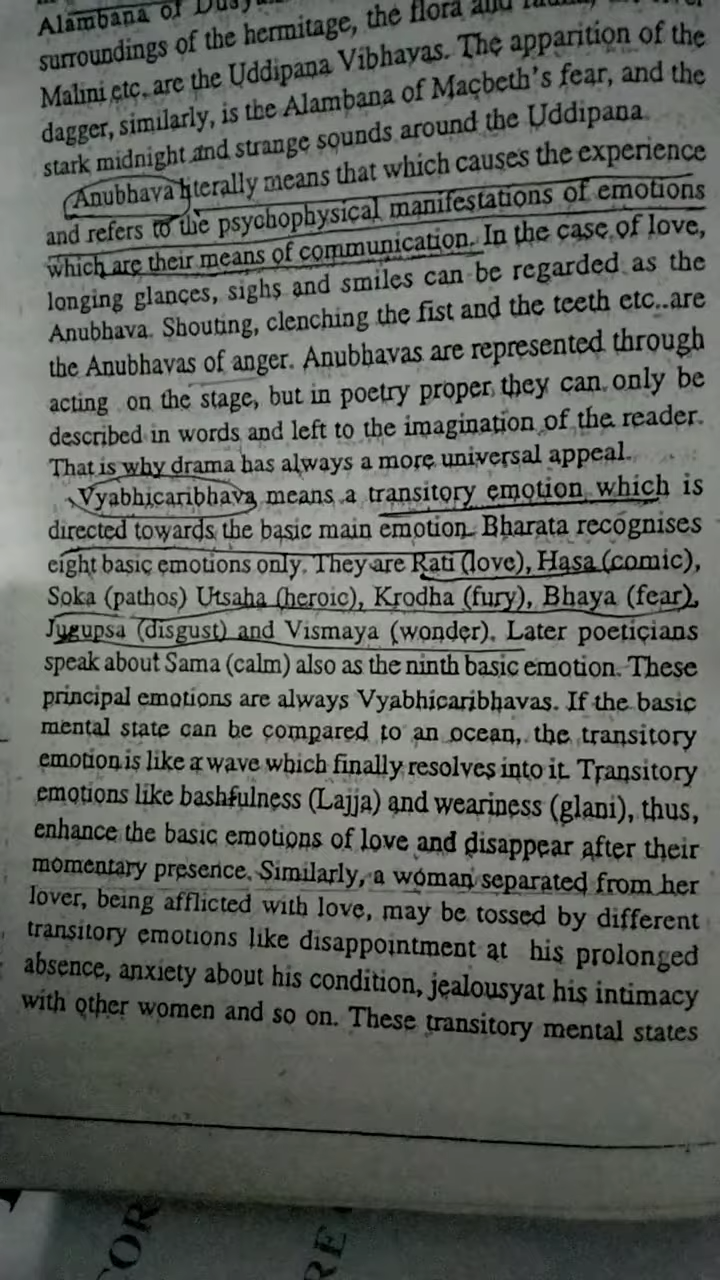 Alambana of
surroundings of the hermitage, the flora and
Malini etc. are the Uddipana Vibhavas. The apparition of the
dagger, similarly, is the Alambana of Macbeth's fear, and the
stark midnight and strange sounds around the Uddipana.
Anubhava literally means that which causes the experience
and refers to the psychophysical manifestations of emotions
which are their means of communication. In the case of love,
longing glances, sighs and smiles can be regarded as the
Anubhava. Shouting, clenching the fist and the teeth etc..are
the Anubhavas of anger. Anubhavas are represented through
acting on the stage, but in poetry proper, they can only be
described in words and left to the imagination of the reader.
That is why drama has always a more universal appeal.
Vyabhicaribhava means a transitory emotion which is
directed towards the basic main emotion. Bharata recognises
eight basic emotions only. They are Rati (love), Hasa (comic),
Soka (pathos) Utsaha (heroic), Krodha (fury), Bhaya (fear),
Jugupsa (disgust) and Vismaya (wonder). Later poeticians
speak about Sama (calm) also as the ninth basic emotion. These
principal emotions are always Vyabhicaribhavas. If the basic
mental state can be compared to an ocean, the transitory
emotion is like a wave which finally resolves into it. Transitory
emotions like bashfulness (Lajja) and weariness (glani), thus,
enhance the basic emotions of love and disappear after their
momentary presence. Similarly, a woman separated from her
lover, being afflicted with love, may be tossed by different
transitory emotions like disappointment at his prolonged
absence, anxiety about his condition, jealousyat his intimacy
with other women and so on. These transitory mental states